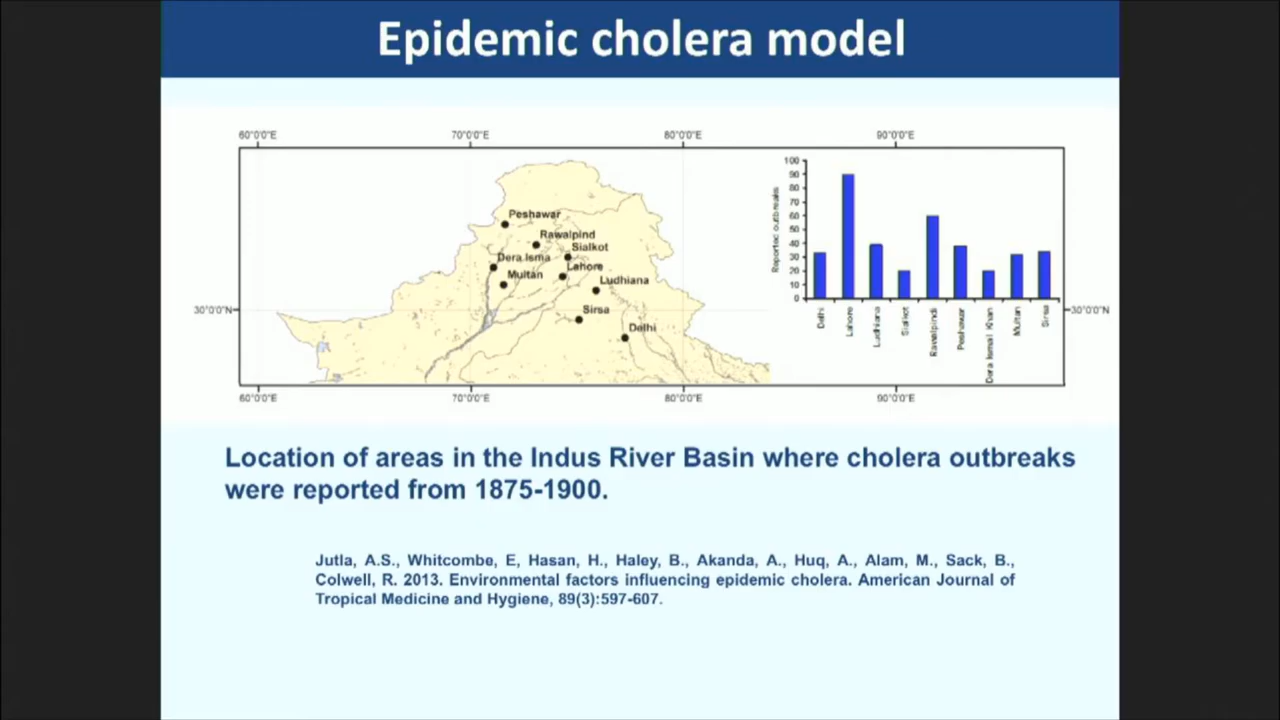 Epidemic cholera model
60°0'0"E 70°0'0"E 80°0'0"E 90°0'0"E
Peshawar
Rawalpind
Sialkot
Dera Isma
Lahore
Multan
Ludhiana
Sirsa
Delhi
30°0'0"N
30°0'0"N
Reported outbreaks
100
90
80
70
60
50
40
30
20
10
0
Delhi
Lahore
Ludhiana
Sialkot
Rawalpindi
Peshawar
Dera Ismail Khan
Multan
Sirsa
60°0'0"E 70°0'0"E 80°0'0"E 90°0'0"E
Location of areas in the Indus River Basin where cholera outbreaks
were reported from 1875-1900.
Jutla, A.S., Whitcombe, E, Hasan, H., Haley, B., Akanda, A., Huq, A., Alam, M., Sack, B.,
Colwell, R. 2013. Environmental factors influencing epidemic cholera. American Journal of
Tropical Medicine and Hygiene, 89(3):597-607.